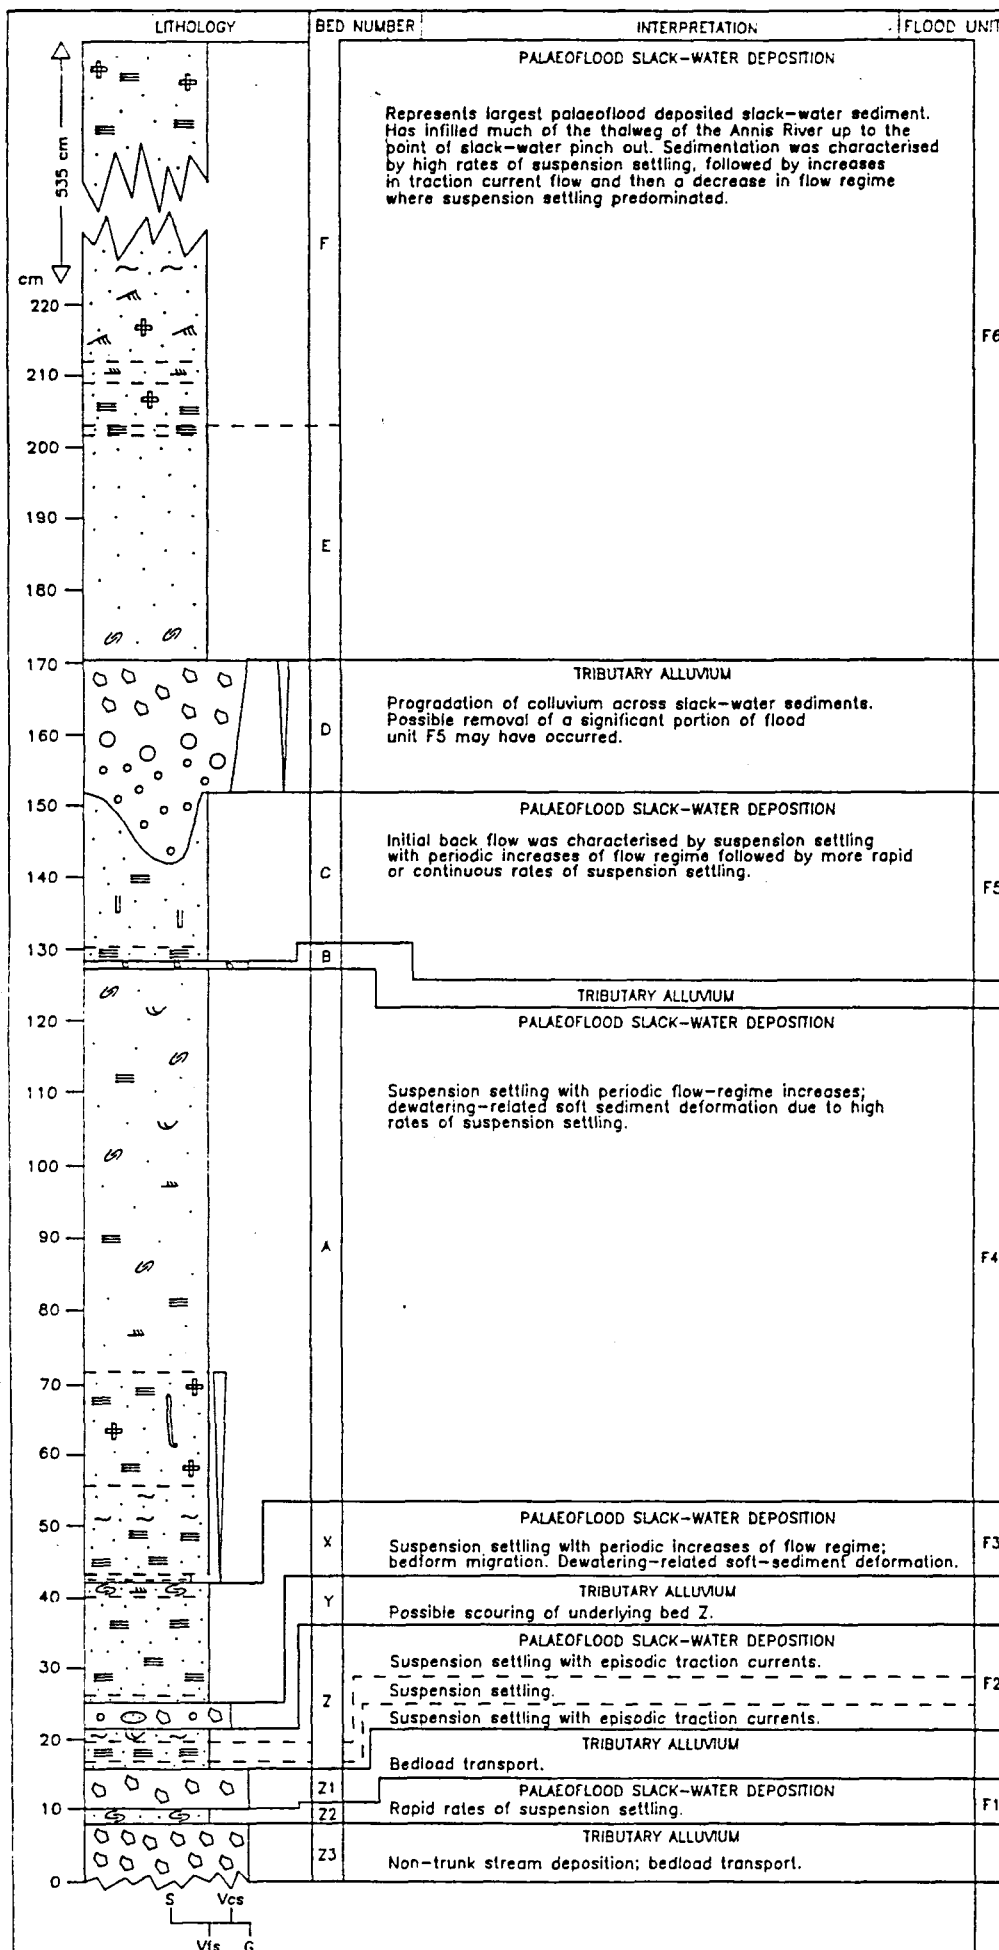 LITHOLOGY BED NUMBER INTERPRETATION FLOOD UNIT
PALAEOFLOOD SLACK-WATER DEPOSITION
Represents largest palaeoflood deposited slack-water sediment.
Has infilled much of the thalweg of the Annis River up to the
point of slack-water pinch out. Sedimentation was characterised
by high rates of suspension settling, followed by increases
in traction current flow and then a decrease in flow regime
where suspension settling predominated.
535 cm
F
cm
220
F6
210
200
190
E
180
170
TRIBUTARY ALLUVIUM
Progradation of colluvium across slack-water sediments.
Possible removal of a significant portion of flood
unit F5 may have occurred.
D
160
150
PALAEOFLOOD SLACK-WATER DEPOSITION
Initial back flow was characterised by suspension settling
with periodic increases of flow regime followed by more rapid
or continuous rates of suspension settling.
C
140
F5
130
B
TRIBUTARY ALLUVIUM
120
PALAEOFLOOD SLACK-WATER DEPOSITION
110
Suspension settling with periodic flow-regime increases;
dewatering-related soft sediment deformation due to high
rates of suspension settling.
100
90
A
F4
80
70
60
50
PALAEOFLOOD SLACK-WATER DEPOSITION
X
F3
Suspension settling with periodic increases of flow regime;
bedform migration. Dewatering-related soft-sediment deformation.
40
Y
TRIBUTARY ALLUVIUM
Possible scouring of underlying bed Z.
PALAEOFLOOD SLACK-WATER DEPOSITION
Suspension settling with episodic traction currents.
30
Z
F2
Suspension settling.
Suspension settling with episodic traction currents.
20
TRIBUTARY ALLUVIUM
Bedload transport.
Z1
PALAEOFLOOD SLACK-WATER DEPOSITION
10
Z2
Rapid rates of suspension settling.
F1
TRIBUTARY ALLUVIUM
Z3
Non-trunk stream deposition; bedload transport.
0
S Vcs
Vfs G